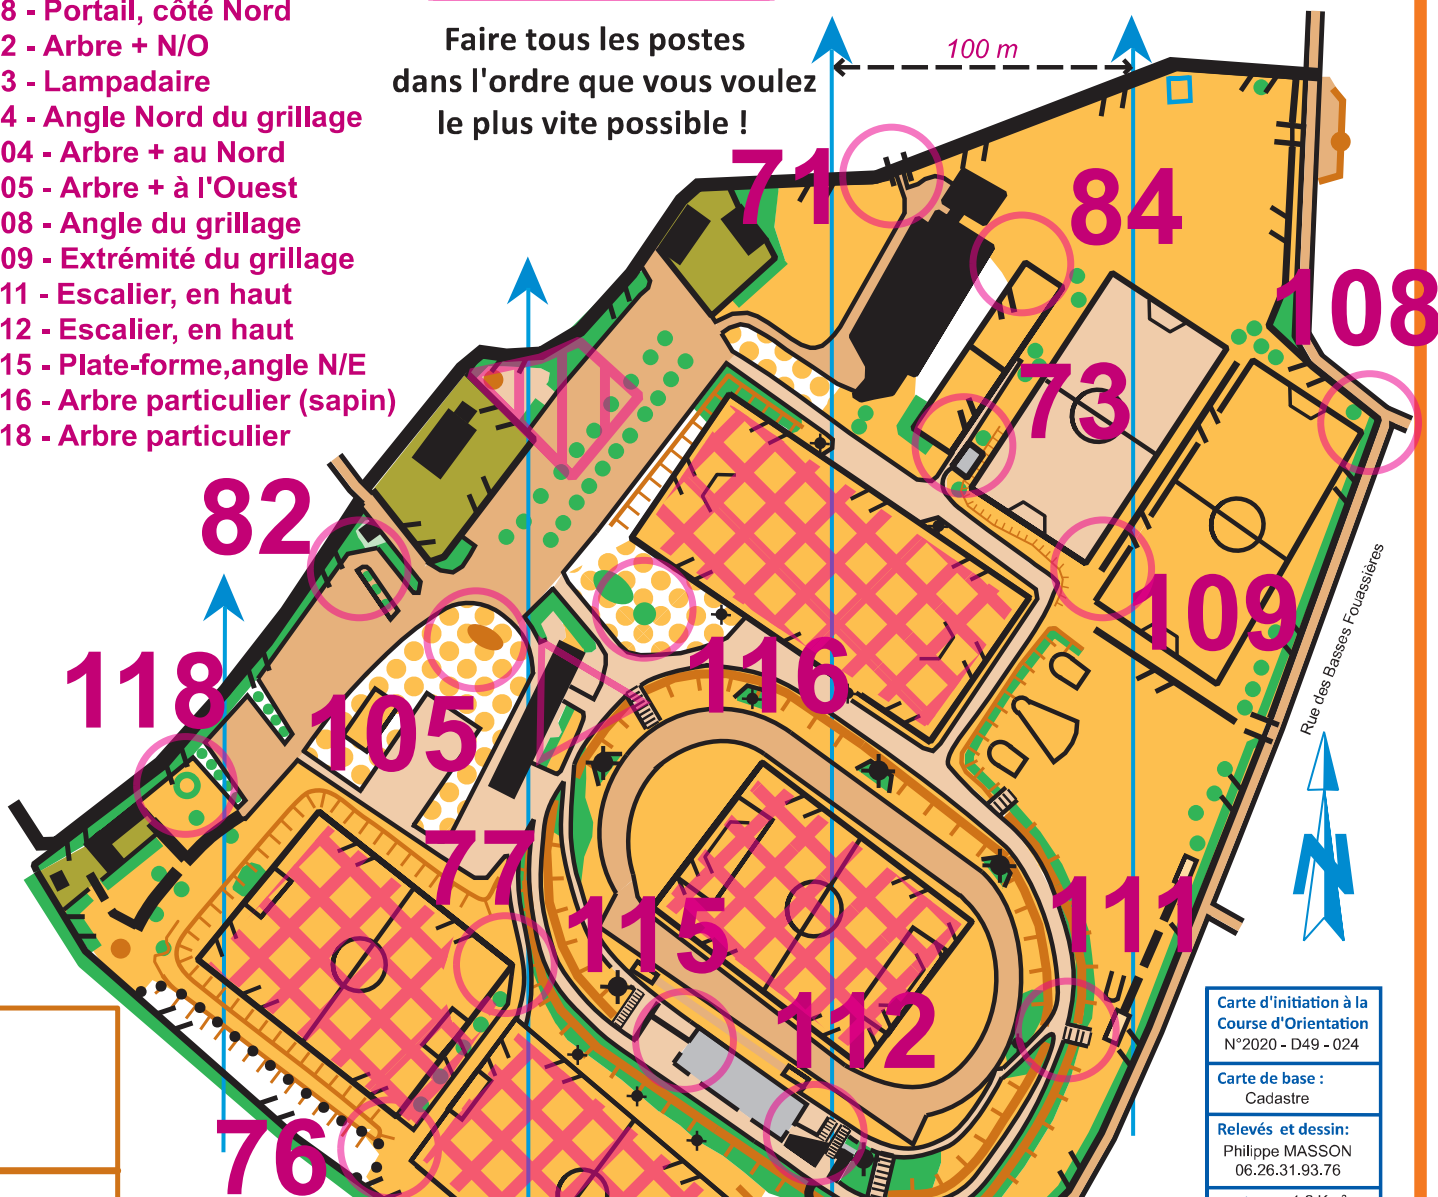 8 - Portail, côté Nord
2 - Arbre + N/O
3 - Lampadaire
4 - Angle Nord du grillage
04 - Arbre + au Nord
05 - Arbre + à l'Ouest
08 - Angle du grillage
09 - Extrémité du grillage
11 - Escalier, en haut
12 - Escalier, en haut
15 - Plate-forme,angle N/E
16 - Arbre particulier (sapin)
18 - Arbre particulier
Faire tous les postes
dans l'ordre que vous voulez
le plus vite possible !
100 m
71
84
108
73
82
109
116
118
105
77
115
111
112
76
Rue des Basses Fouassières
N
Carte d'initiation à la
Course d'Orientation
N°2020 - D49 - 024
Carte de base :
Cadastre
Relevés et dessin:
Philippe MASSON
06.26.31.93.76